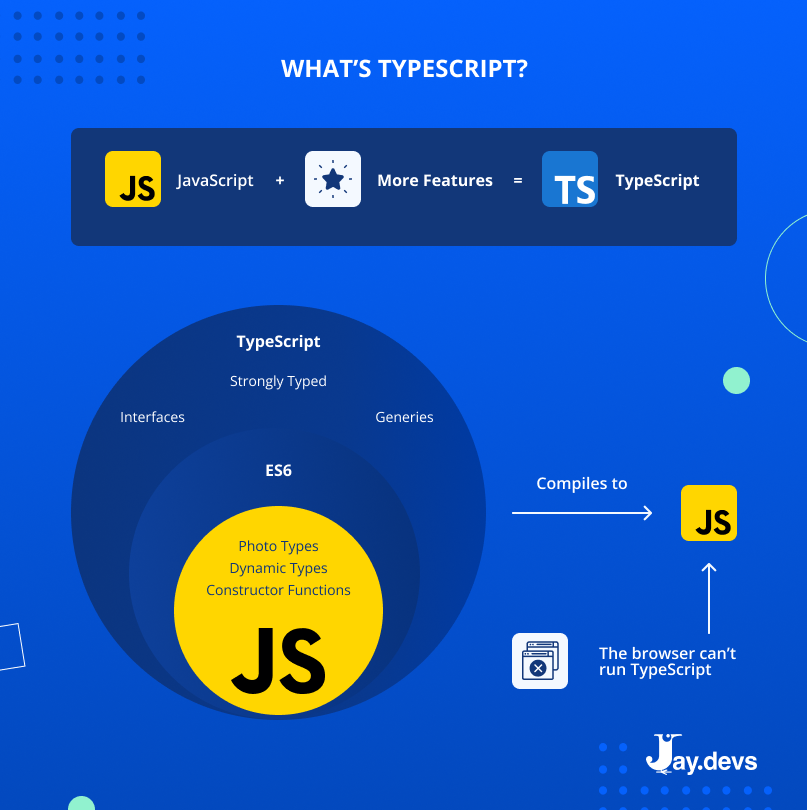 WHAT'S TYPESCRIPT?
JS JavaScript + More Features = TS TypeScript
TypeScript
Strongly Typed
Interfaces Generies
ES6
Photo Types
Dynamic Types
Constructor Functions
JS
Compiles to
JS
The browser can't
run TypeScript
Jay.devs